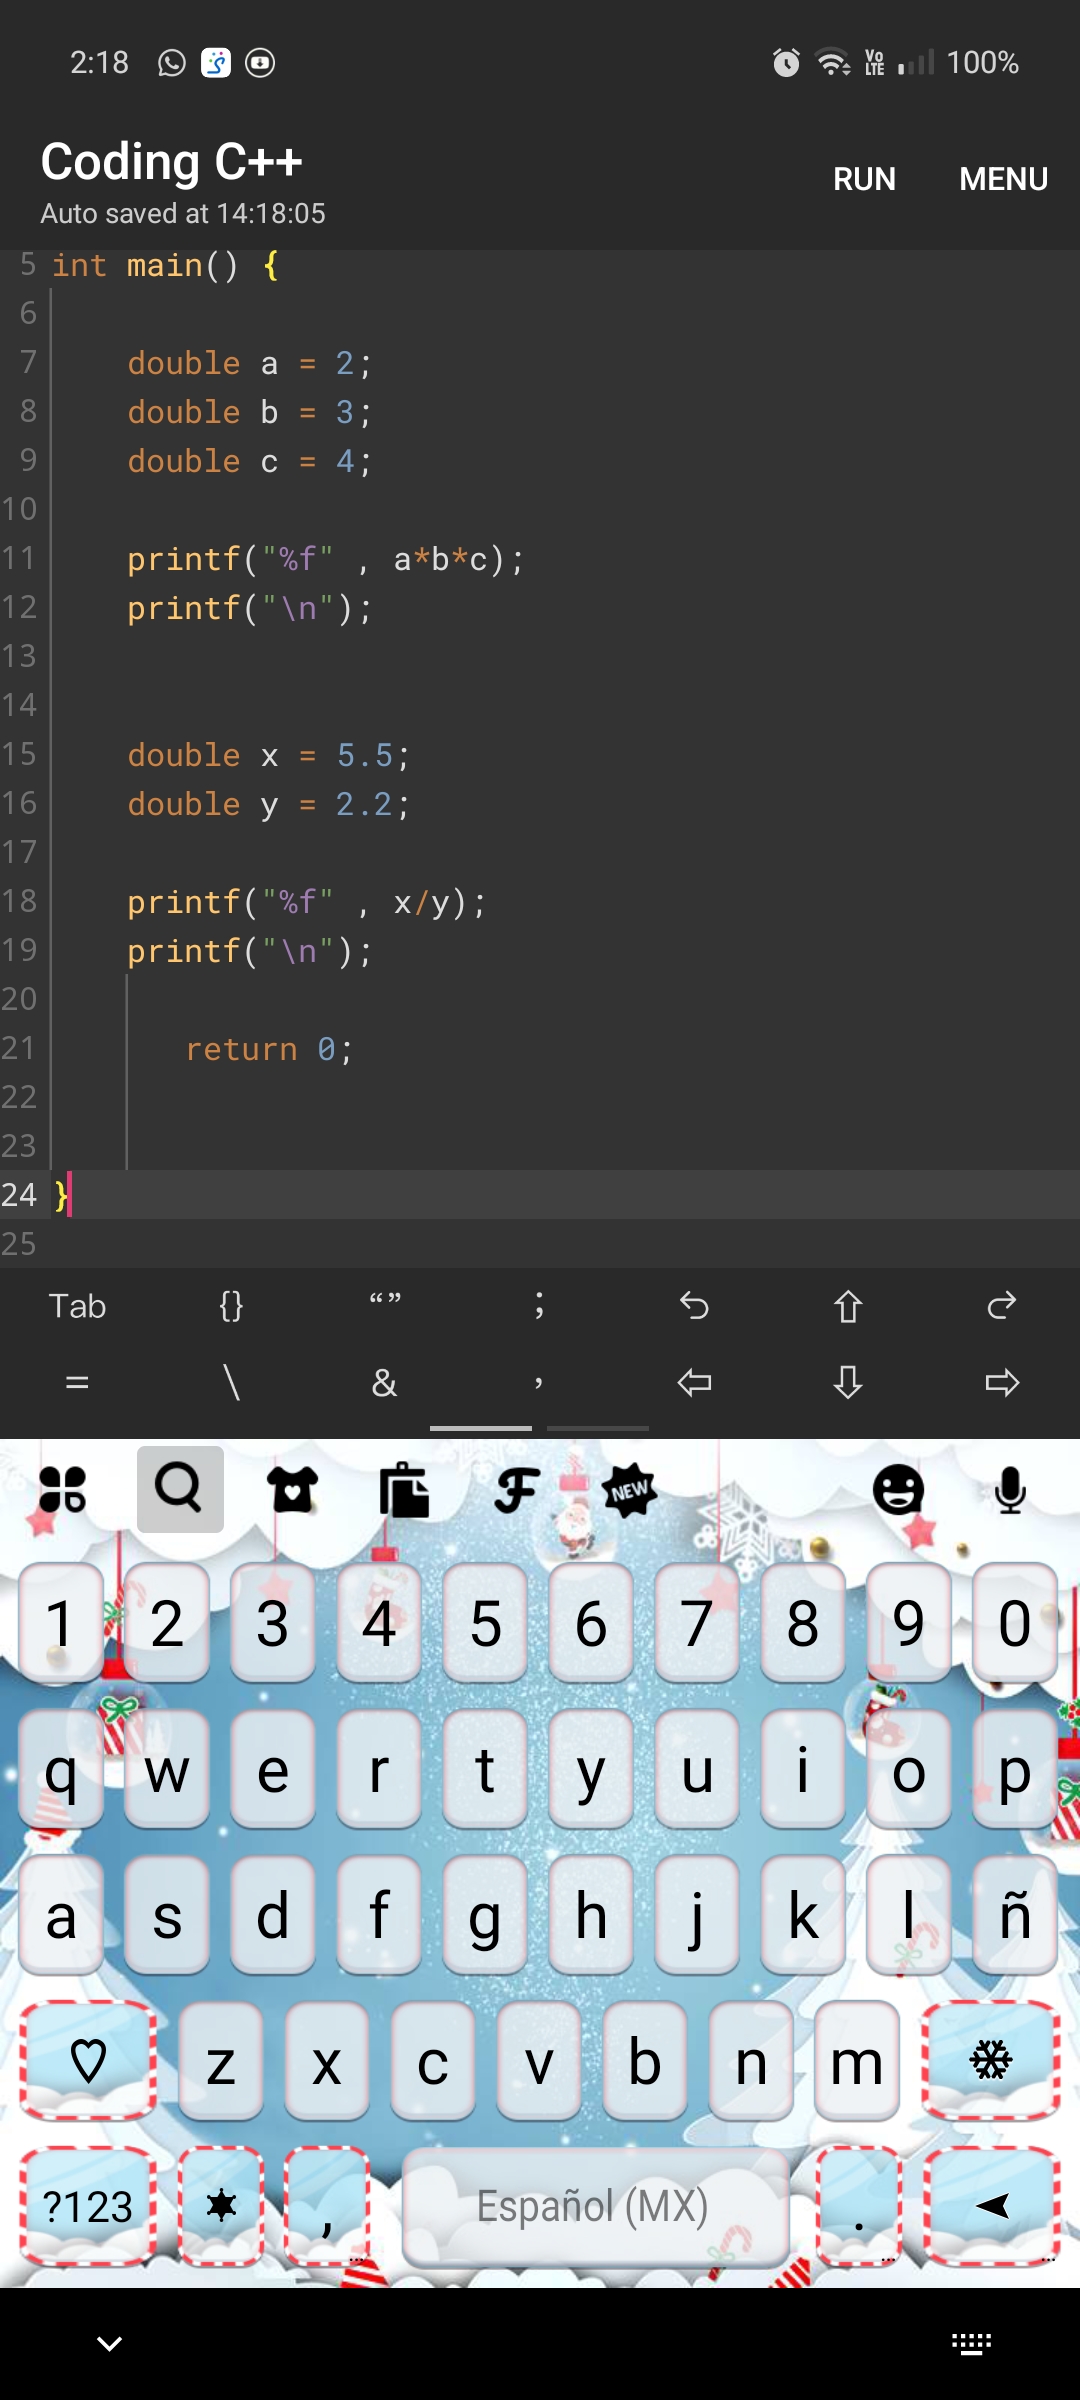 2:18 Vo LTE 100%
Coding C++
RUN MENU
Auto saved at 14:18:05
5 int main() {
6
7 double a = 2;
8 double b = 3;
9 double c = 4;
10
11 printf("%f" , a*b*c);
12 printf("\n");
13
14
15 double x = 5.5;
16 double y = 2.2;
17
18 printf("%f" , x/y);
19 printf("\n");
20
21 return 0;
22
23
24 }
25
Tab {} “” ;
= \ & ,
NEW
1 2 3 4 5 6 7 8 9 0
q w e r t y u i o p
a s d f g h j k l ñ
z x c v b n m
?123 , Español (MX) .